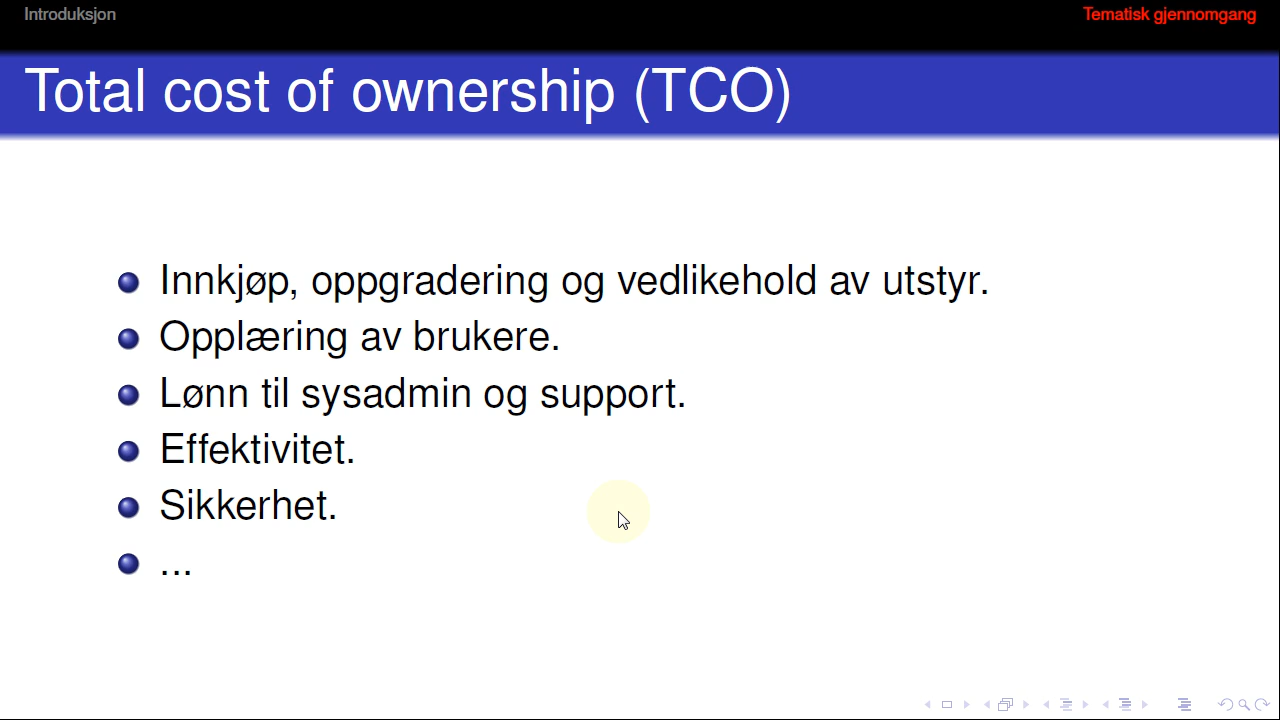 Introduksjon
Tematisk gjennomgang
Total cost of ownership (TCO)
Innkjøp, oppgradering og vedlikehold av utstyr.
Opplæring av brukere.
Lønn til sysadmin og support.
Effektivitet.
Sikkerhet.
...